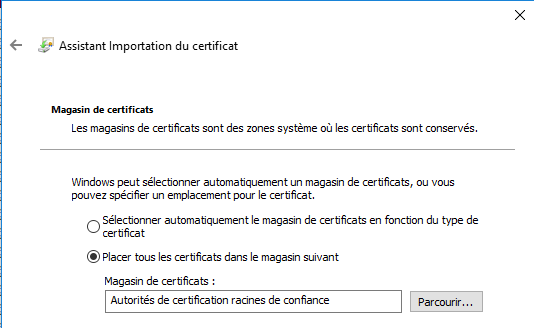 Assistant Importation du certificat
Magasin de certificats
Les magasins de certificats sont des zones système où les certificats sont conservés.
Windows peut sélectionner automatiquement un magasin de certificats, ou vous
pouvez spécifier un emplacement pour le certificat.
Sélectionner automatiquement le magasin de certificats en fonction du type de
certificat
Placer tous les certificats dans le magasin suivant
Magasin de certificats :
Autorités de certification racines de confiance
Parcourir...